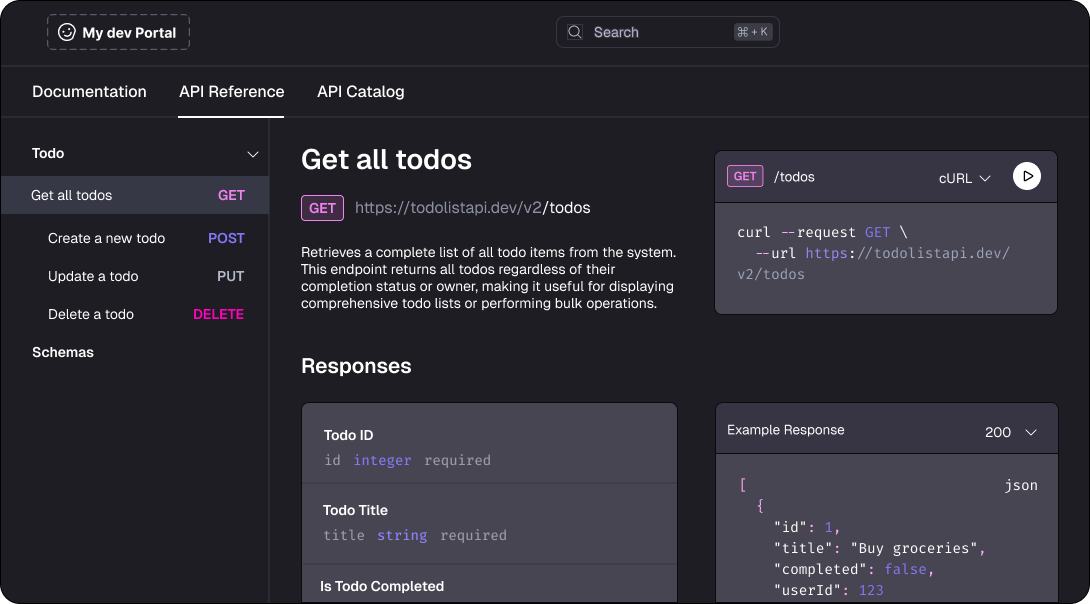 My dev Portal
Search
⌘ + K
Documentation
API Reference
API Catalog
Todo
Get all todos GET
Create a new todo POST
Update a todo PUT
Delete a todo DELETE
Schemas
Get all todos
GET https://todolistapi.dev/v2/todos
Retrieves a complete list of all todo items from the system.
This endpoint returns all todos regardless of their
completion status or owner, making it useful for displaying
comprehensive todo lists or performing bulk operations.
GET /todos cURL
curl --request GET \
--url https://todolistapi.dev/
v2/todos
Responses
Todo ID
id integer required
Todo Title
title string required
Is Todo Completed
Example Response 200
[ json
{
"id": 1,
"title": "Buy groceries",
"completed": false,
"userId": 123